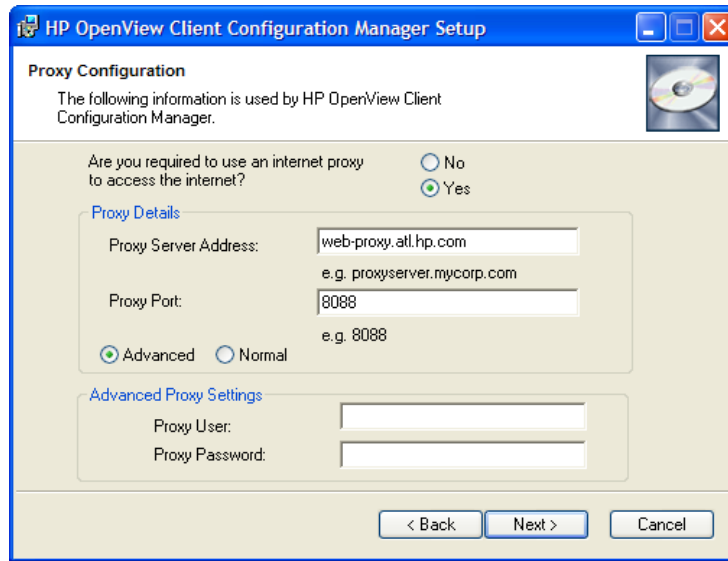 HP OpenView Client Configuration Manager Setup
Proxy Configuration
The following information is used by HP OpenView Client
Configuration Manager.
Are you required to use an internet proxy
to access the internet?
No
Yes
Proxy Details
Proxy Server Address:
web-proxy.atl.hp.com
e.g. proxyserver.mycorp.com
Proxy Port:
8088
e.g. 8088
Advanced
Normal
Advanced Proxy Settings
Proxy User:
Proxy Password:
< Back
Next >
Cancel